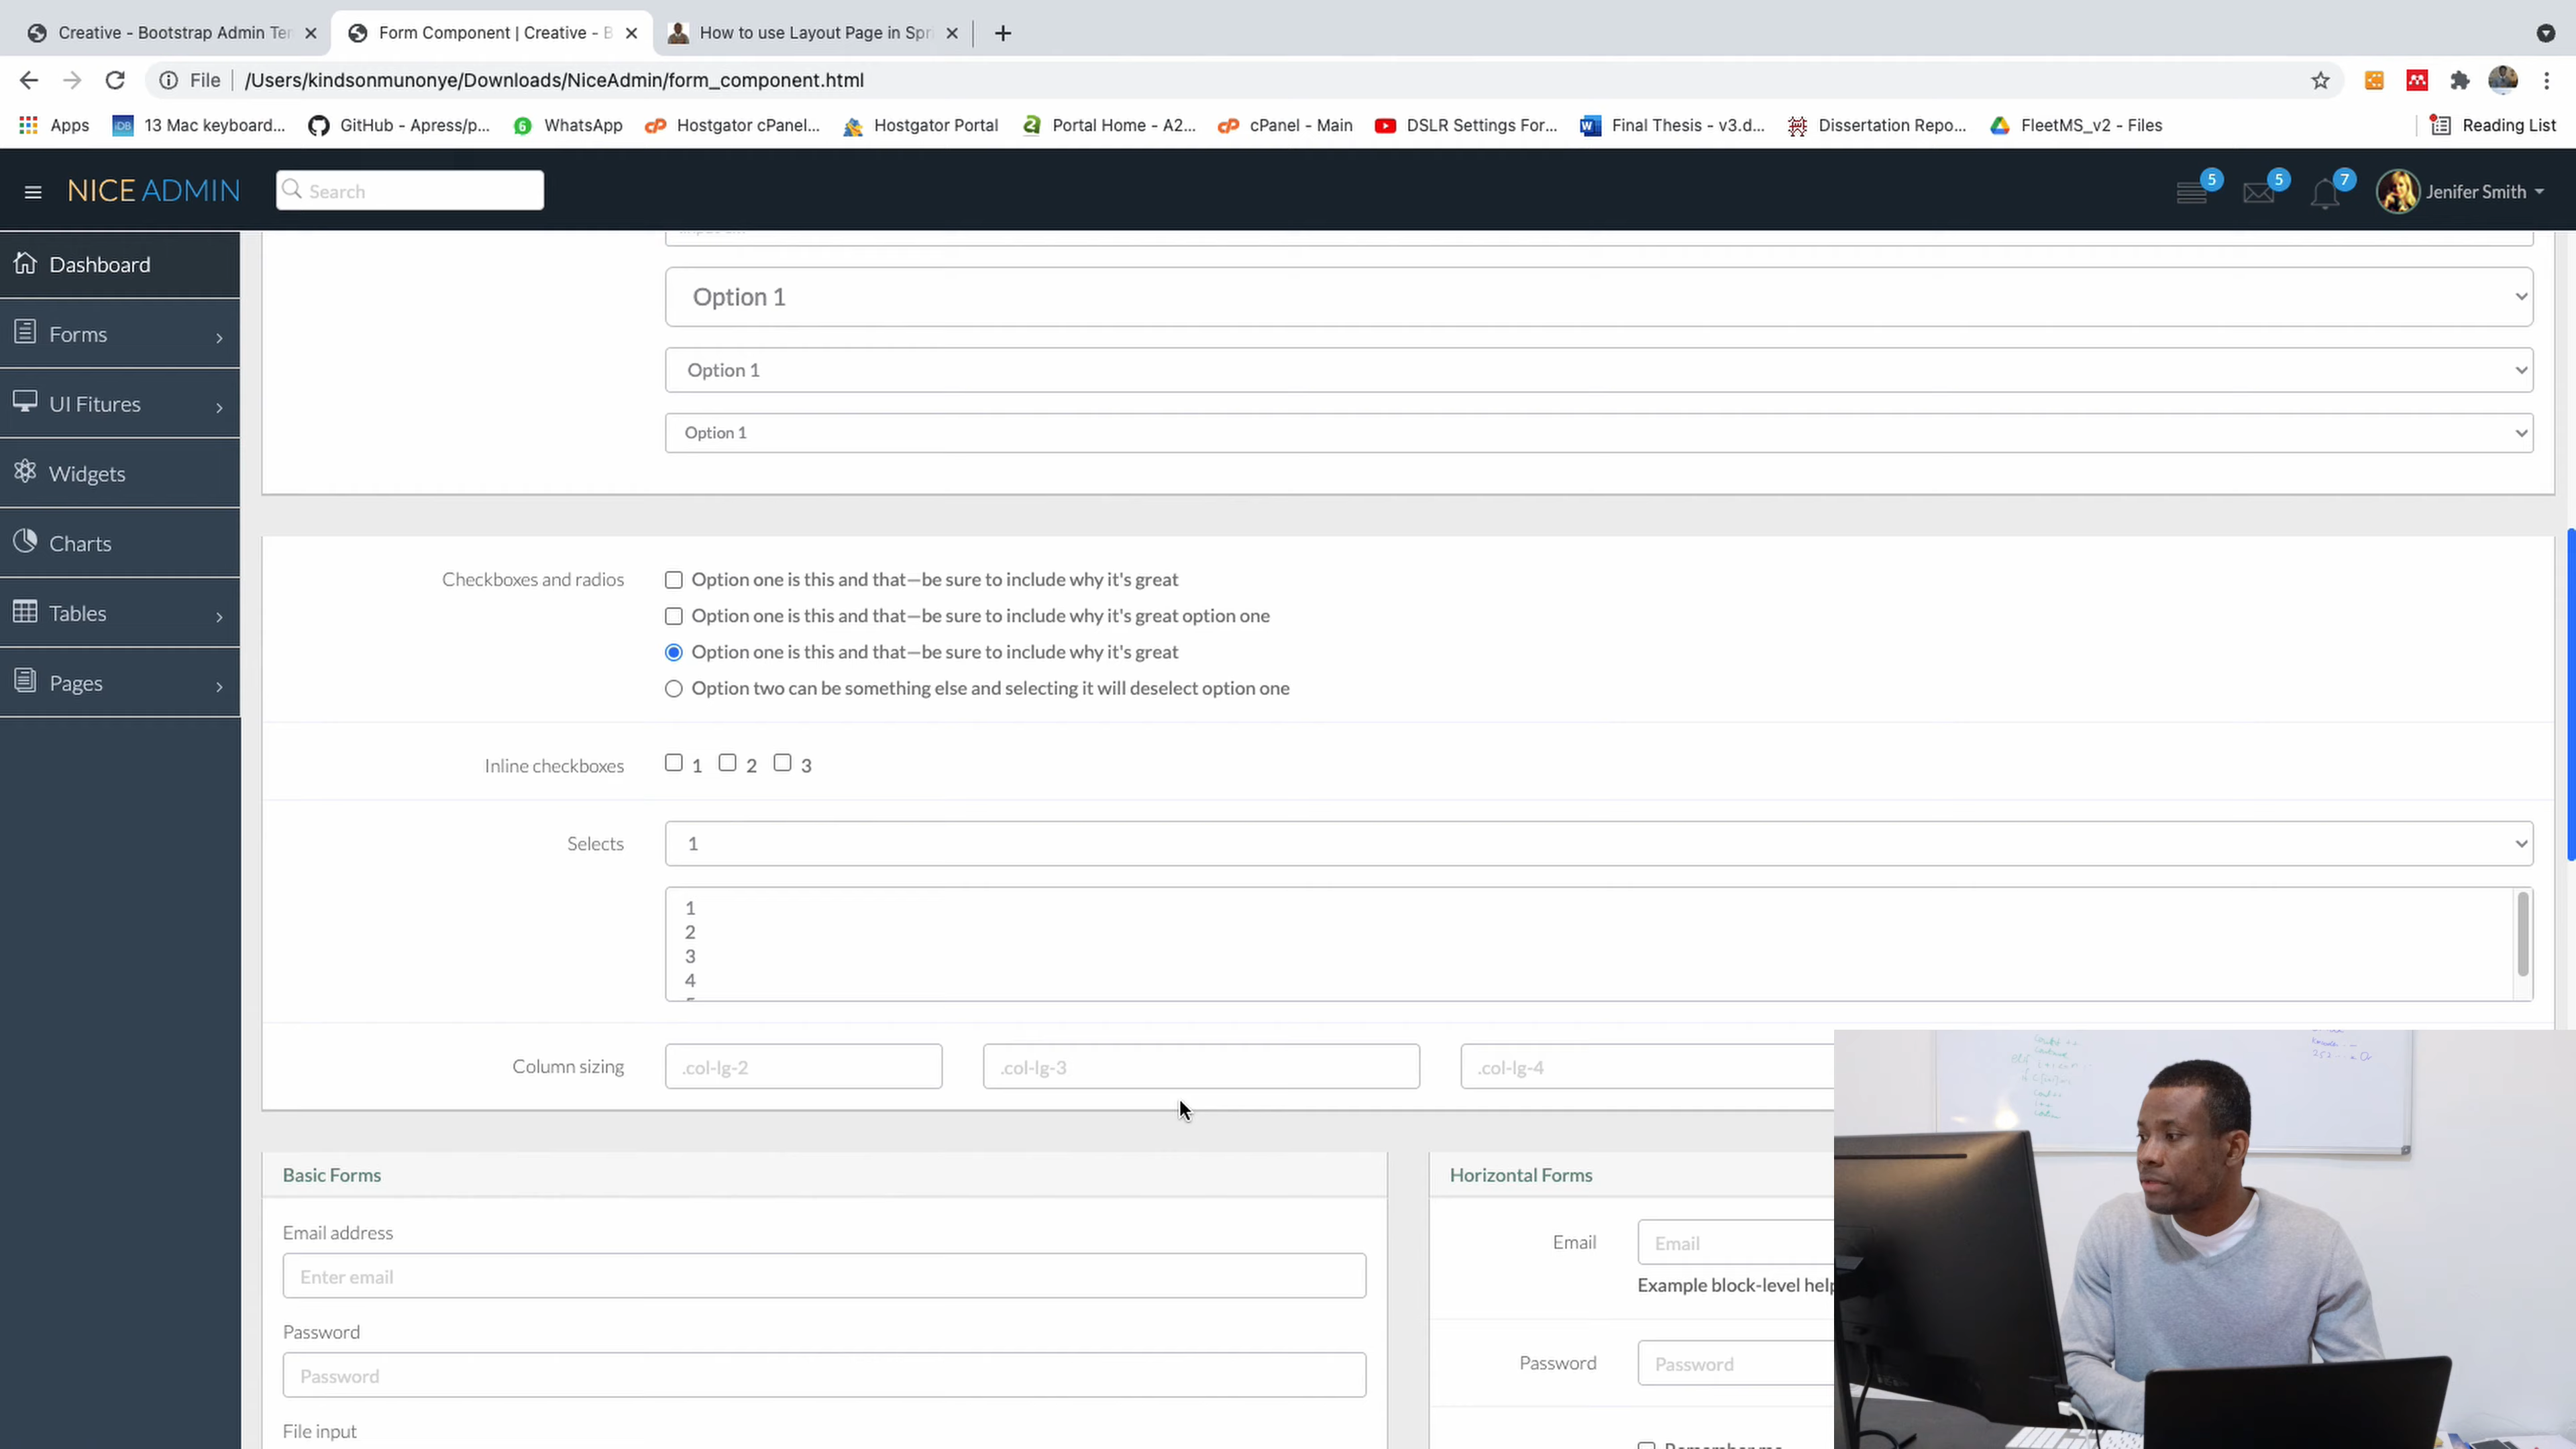 Creative - Bootstrap Admin Ter
Form Component | Creative - B
How to use Layout Page in Spr
File
/Users/kindsonmunonye/Downloads/NiceAdmin/form_component.html
Apps
13 Mac keyboard...
GitHub - Apress/p...
WhatsApp
Hostgator cPanel...
Hostgator Portal
Portal Home - A2...
cPanel - Main
DSLR Settings For...
Final Thesis - v3.d...
Dissertation Repo...
FleetMS_v2 - Files
Reading List
NICE ADMIN
Search
5
5
7
Jenifer Smith
Dashboard
Forms
UI Fitures
Widgets
Charts
Tables
Pages
Option 1
Option 1
Option 1
Checkboxes and radios
Option one is this and that—be sure to include why it's great
Option one is this and that—be sure to include why it's great option one
Option one is this and that—be sure to include why it's great
Option two can be something else and selecting it will deselect option one
Inline checkboxes
1 2 3
Selects
1
1
2
3
4
Column sizing
.col-lg-2
.col-lg-3
.col-lg-4
Basic Forms
Email address
Enter email
Password
Password
File input
Horizontal Forms
Email
Email
Example block-level help
Password
Password